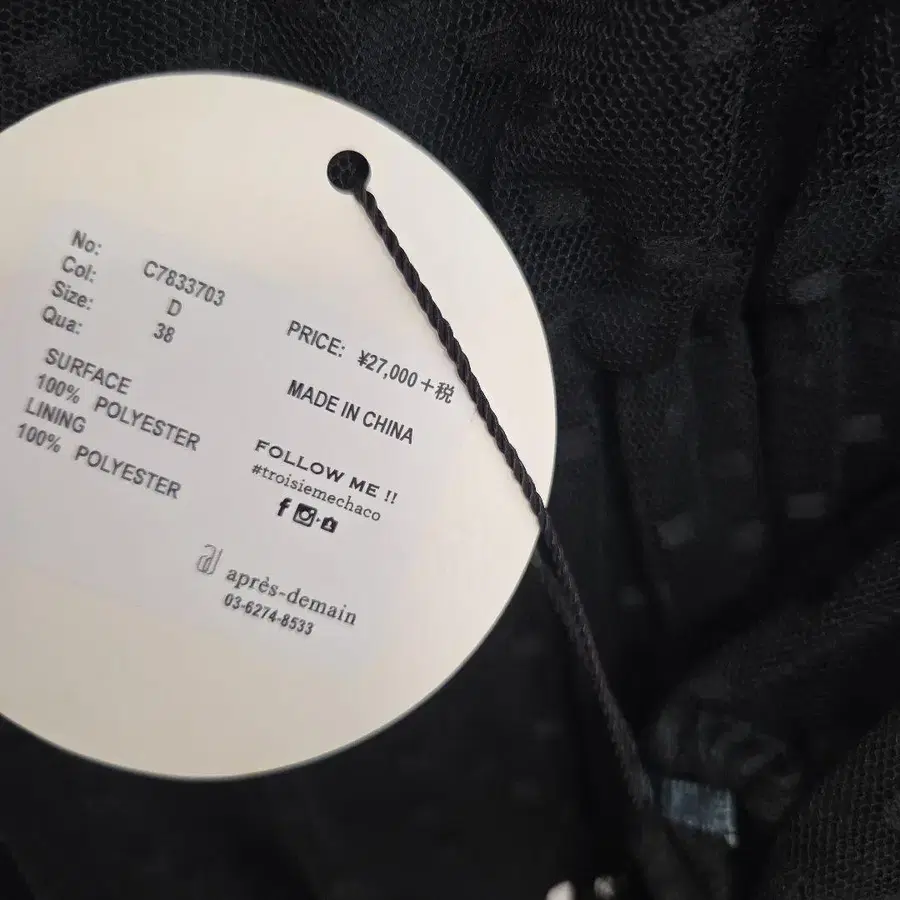 No: C7833703
Col: D
Size: 38
Qua:
SURFACE
100% POLYESTER
LINING
100% POLYESTER
PRICE: ¥27,000+税
MADE IN CHINA
FOLLOW ME !!
#troisiemechaco
après-demain
03-6274-8533